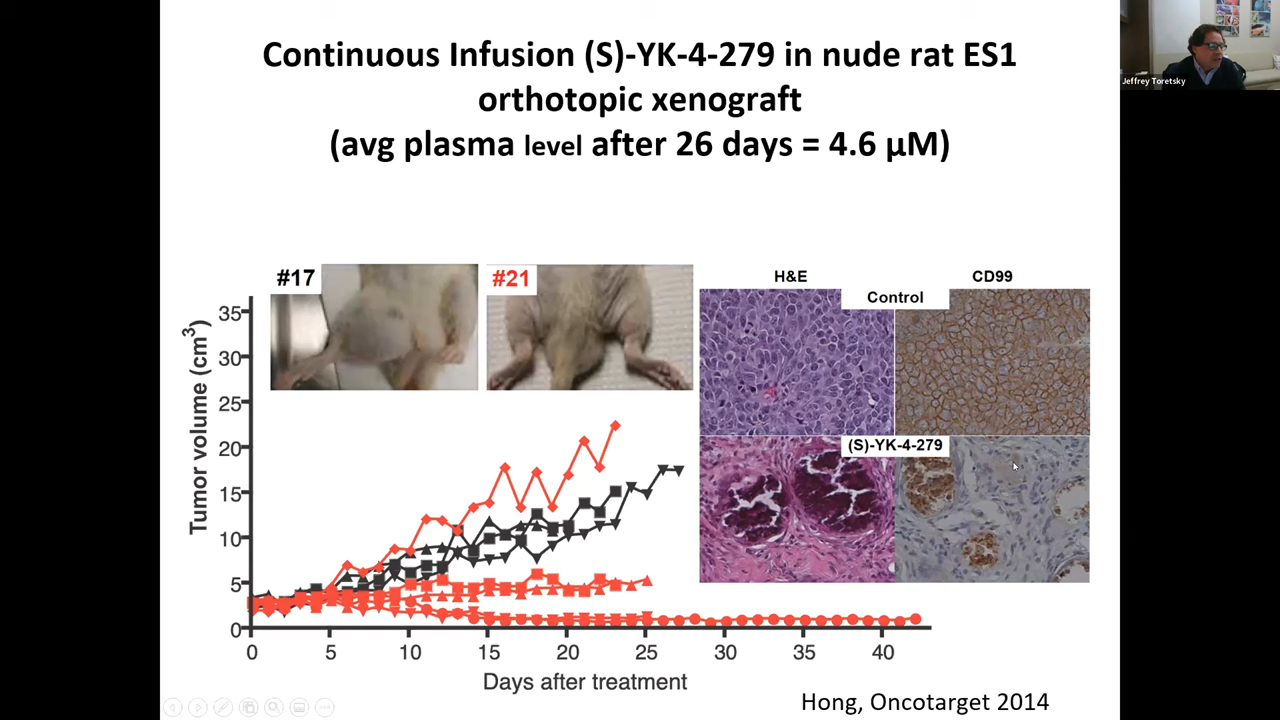 Continuous Infusion (S)-YK-4-279 in nude rat ES1
orthotopic xenograft
(avg plasma level after 26 days = 4.6 µM)
Jeffrey Toretsky
#17
#21
H&E
CD99
Control
(S)-YK-4-279
Tumor volume (cm³)
35
30
25
20
15
10
5
0
0 5 10 15 20 25 30 35 40
Days after treatment
Hong, Oncotarget 2014